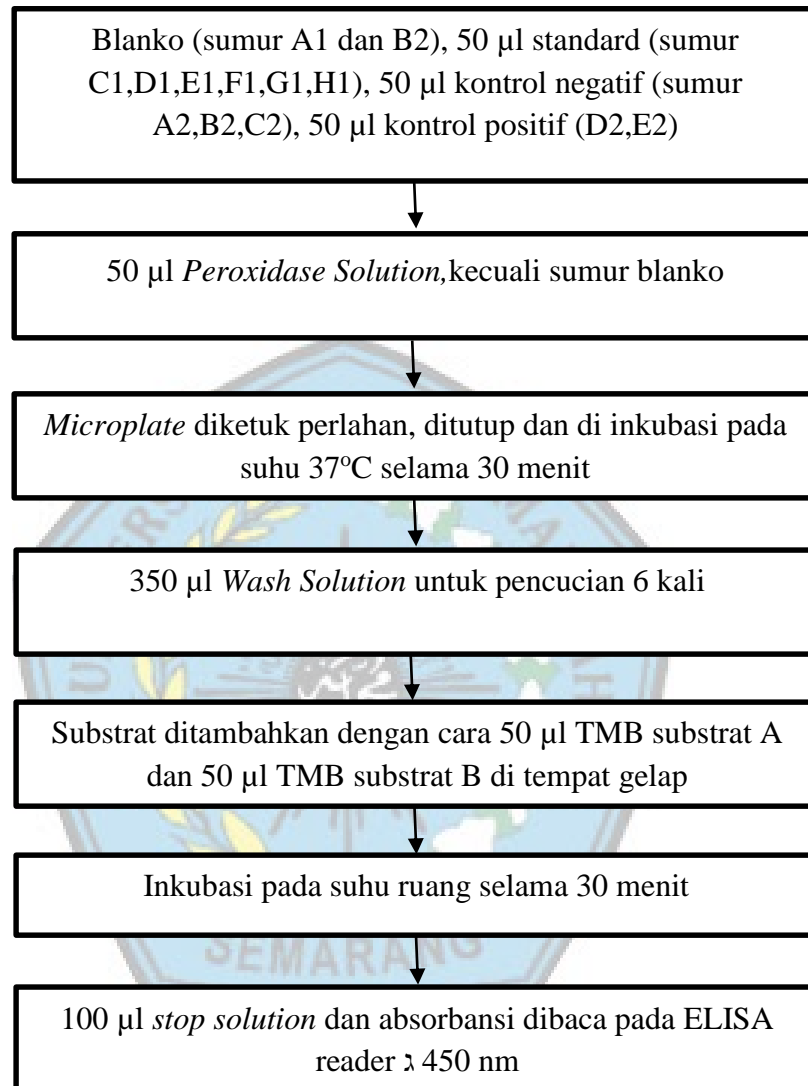 Blanko (sumur A1 dan B2), 50 µl standard (sumur
C1,D1,E1,F1,G1,H1), 50 µl kontrol negatif (sumur
A2,B2,C2), 50 µl kontrol positif (D2,E2)
50 µl Peroxidase Solution,kecuali sumur blanko
Microplate diketuk perlahan, ditutup dan di inkubasi pada
suhu 37ºC selama 30 menit
350 µl Wash Solution untuk pencucian 6 kali
Substrat ditambahkan dengan cara 50 µl TMB substrat A
dan 50 µl TMB substrat B di tempat gelap
Inkubasi pada suhu ruang selama 30 menit
SEMARANG
100 µl stop solution dan absorbansi dibaca pada ELISA
reader ג 450 nm